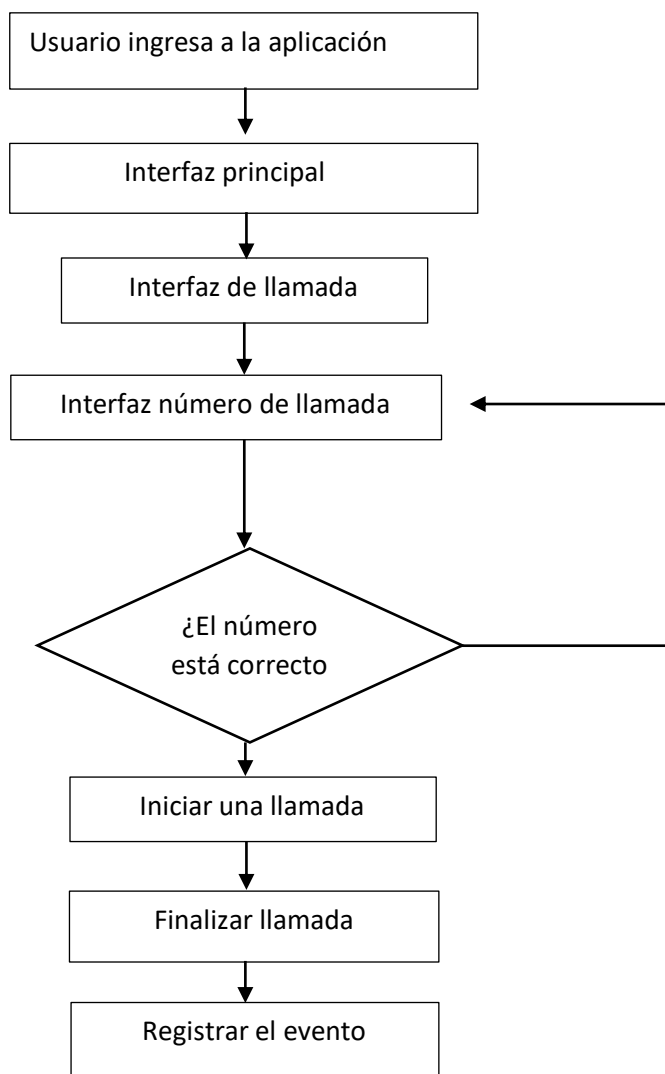 Usuario ingresa a la aplicación
Interfaz principal
Interfaz de llamada
Interfaz número de llamada
¿El número
está correcto
Iniciar una llamada
Finalizar llamada
Registrar el evento